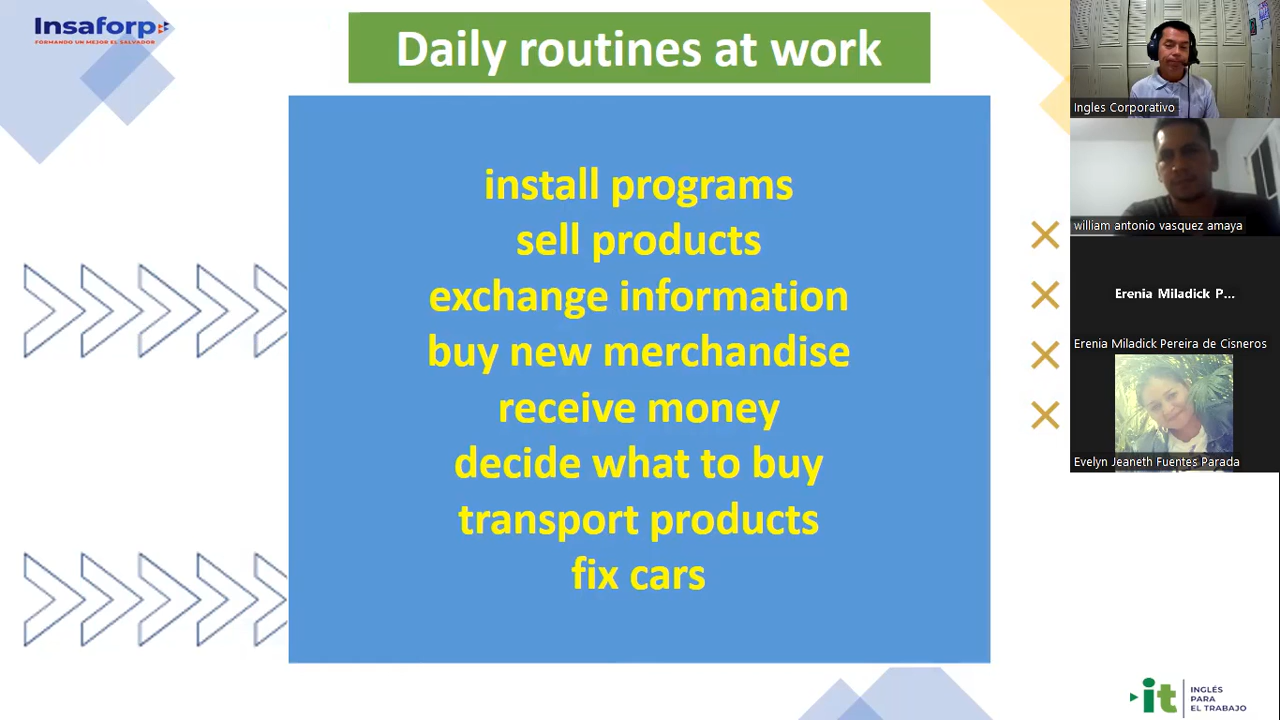 Insaforp
FORMANDO UN MEJOR EL SALVADOR
Daily routines at work
install programs
sell products
exchange information
buy new merchandise
receive money
decide what to buy
transport products
fix cars
Ingles Corporativo
william antonio vasquez amaya
Erenia Miladick P...
Erenia Miladick Pereira de Cisneros
Evelyn Jeaneth Fuentes Parada
it
INGLÉS
PARA
EL TRABAJO